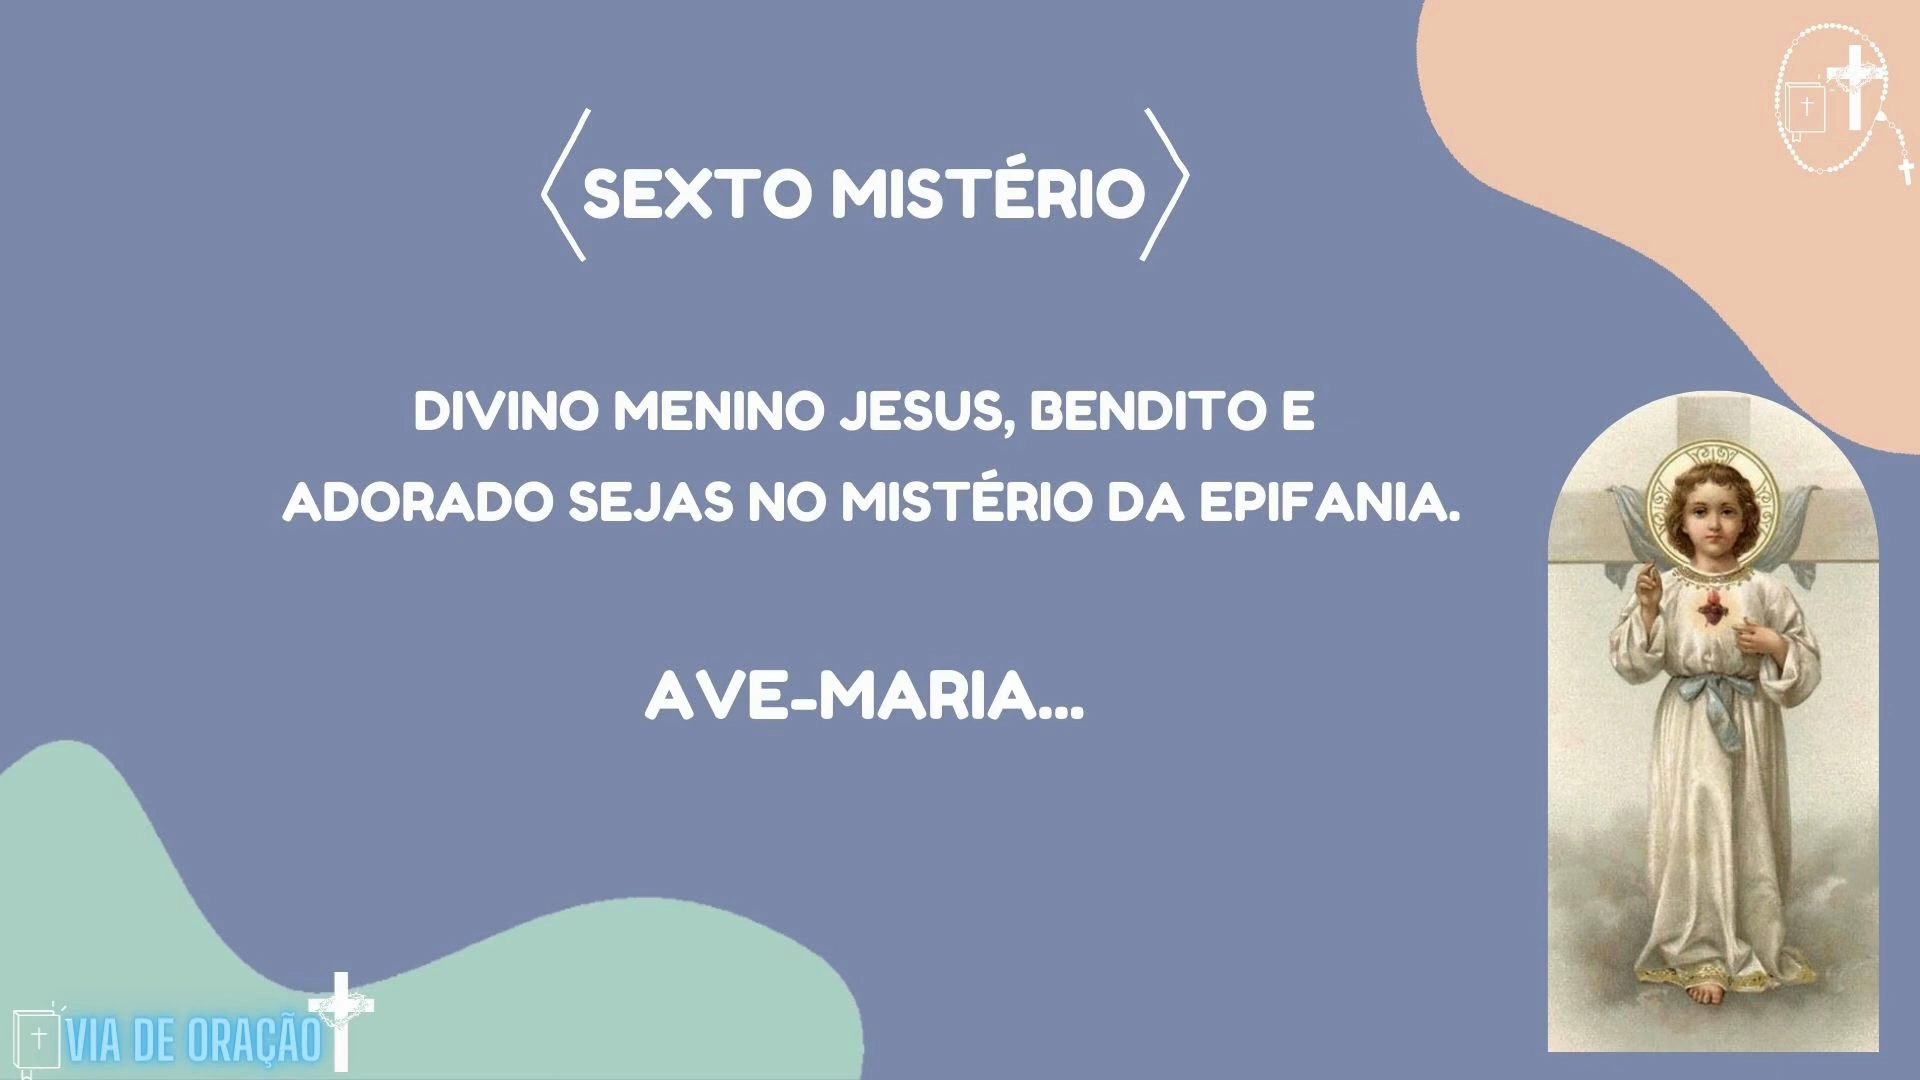 SEXTO MISTÉRIO
DIVINO MENINO JESUS, BENDITO E
ADORADO SEJAS NO MISTÉRIO DA EPIFANIA.
AVE-MARIA...
VIA DE ORAÇÃO